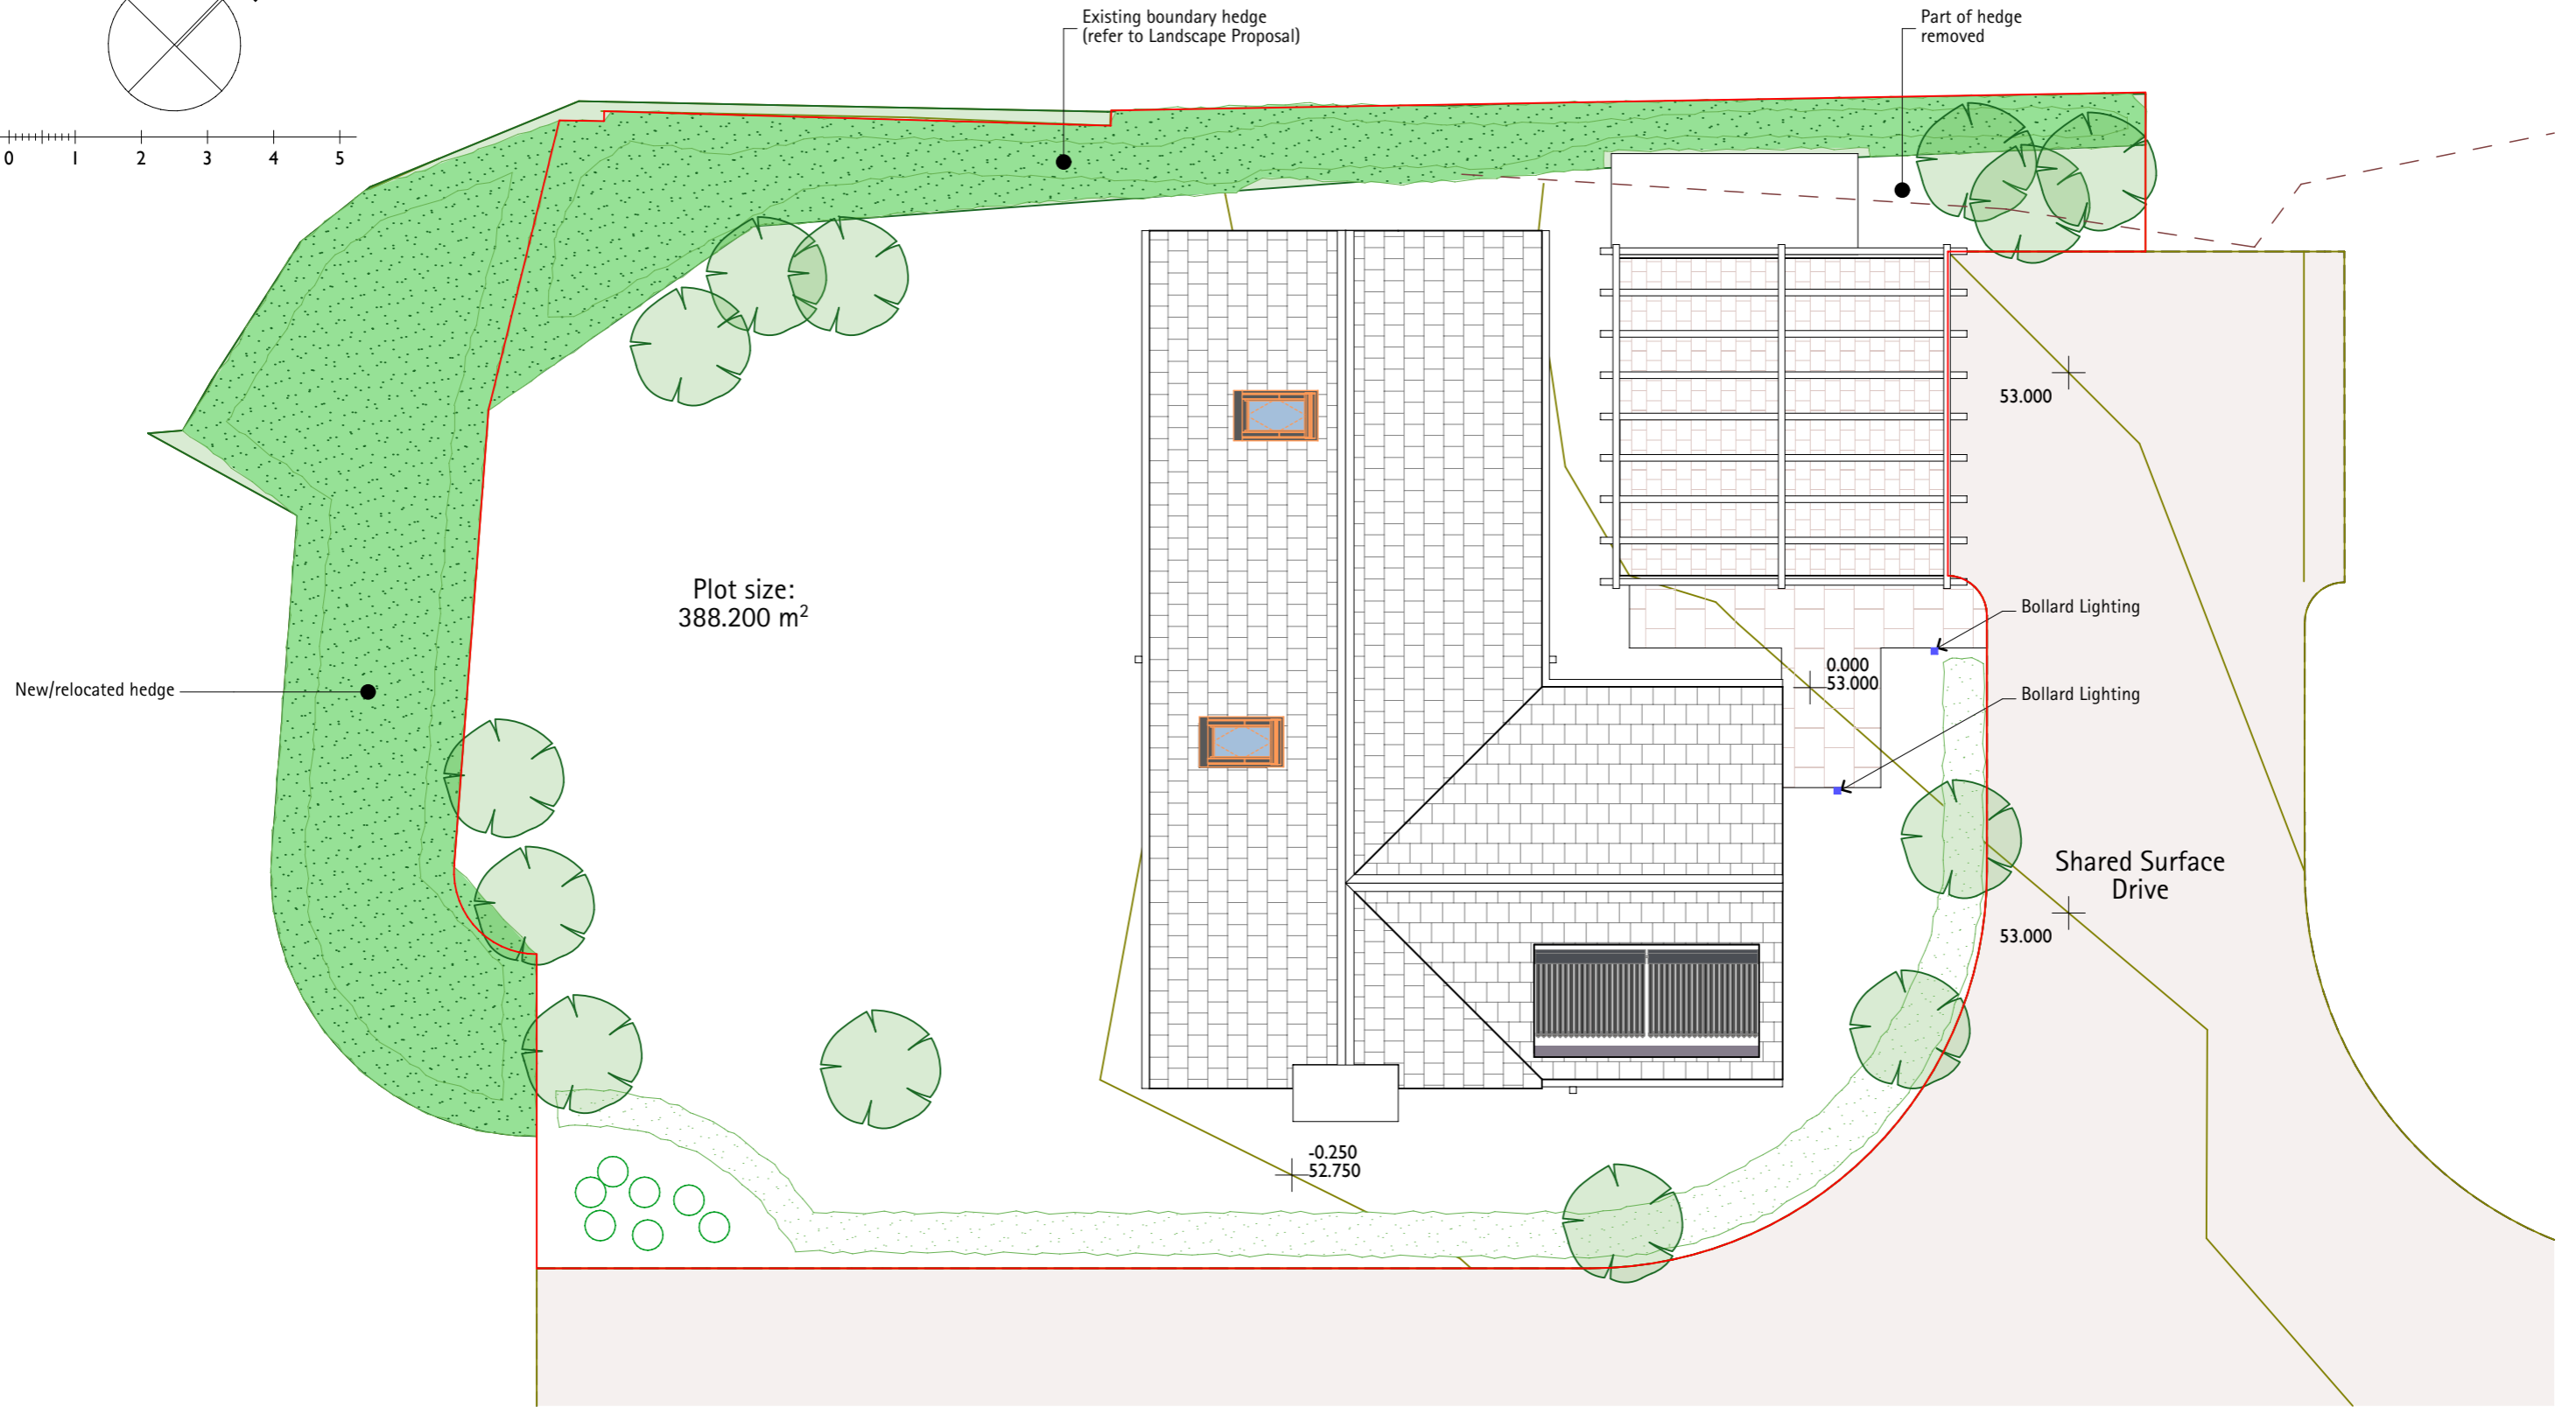 Existing boundary hedge
(refer to Landscape Proposal)
Part of hedge
removed
0 1 2 3 4 5
53.000
Plot size:
388.200 m²
Bollard Lighting
0.000
53.000
New/relocated hedge
Bollard Lighting
Shared Surface
Drive
53.000
-0.250
52.750